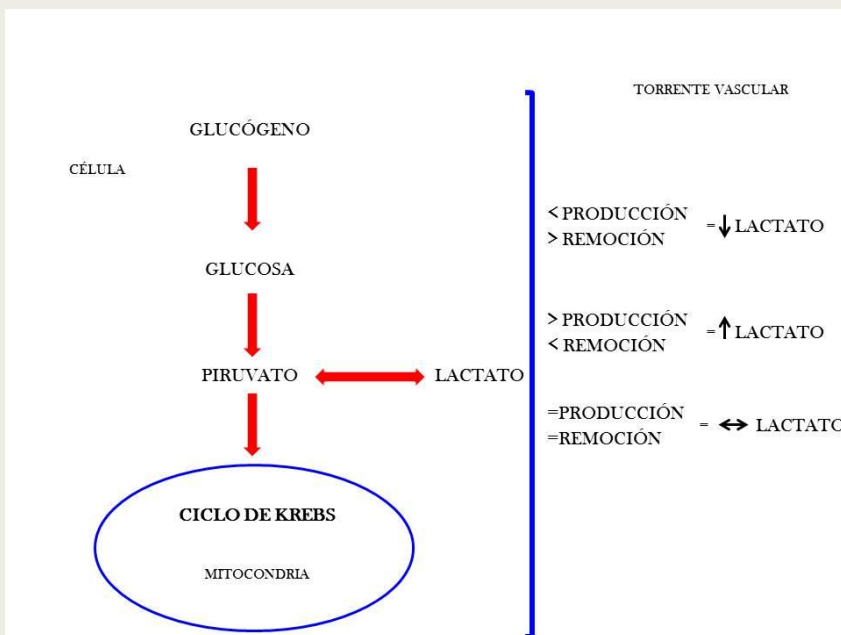 TORRENTE VASCULAR
GLUCÓGENO
CÉLULA
GLUCOSA
PIRUVATO
LACTATO
CICLO DE KREBS
MITOCONDRIA
< PRODUCCIÓN
> REMOCIÓN
= ↓ LACTATO
> PRODUCCIÓN
< REMOCIÓN
= ↑ LACTATO
=PRODUCCIÓN
=REMOCIÓN
= ↔ LACTATO